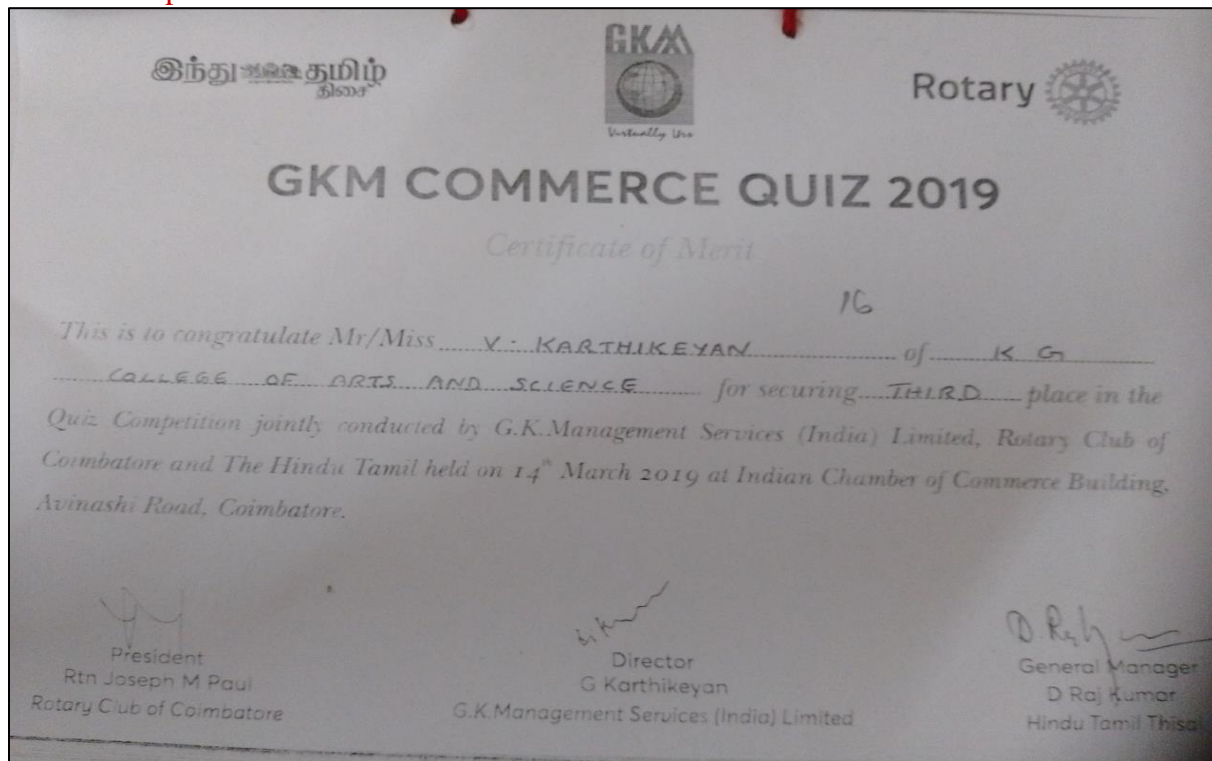 இந்து தமிழ்
திசை
GKM
Virtually Urs
Rotary
GKM COMMERCE QUIZ 2019
Certificate of Merit
16
This is to congratulate Mr/Miss V. KARTHIKEYAN of K G
COLLEGE OF ARTS AND SCIENCE for securing THIRD place in the
Quiz Competition jointly conducted by G.K.Management Services (India) Limited, Rotary Club of
Coimbatore and The Hindu Tamil held on 14th March 2019 at Indian Chamber of Commerce Building,
Avinashi Road, Coimbatore.
D. Raj
President
Rtn Joseph M Paul
Rotary Club of Coimbatore
Director
G Karthikeyan
G.K.Management Services (India) Limited
General Manager
D Raj Kumar
Hindu Tamil Thisai